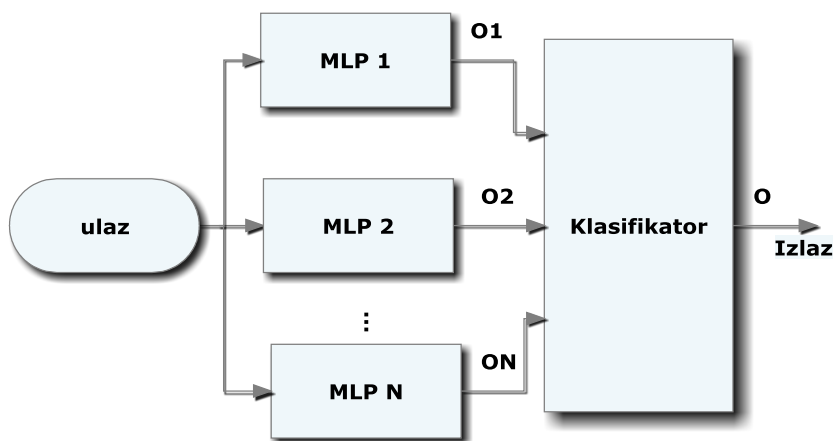 O1
MLP 1
ulaz
MLP 2
O2
Klasifikator
O
Izlaz
⋮
ON
MLP N